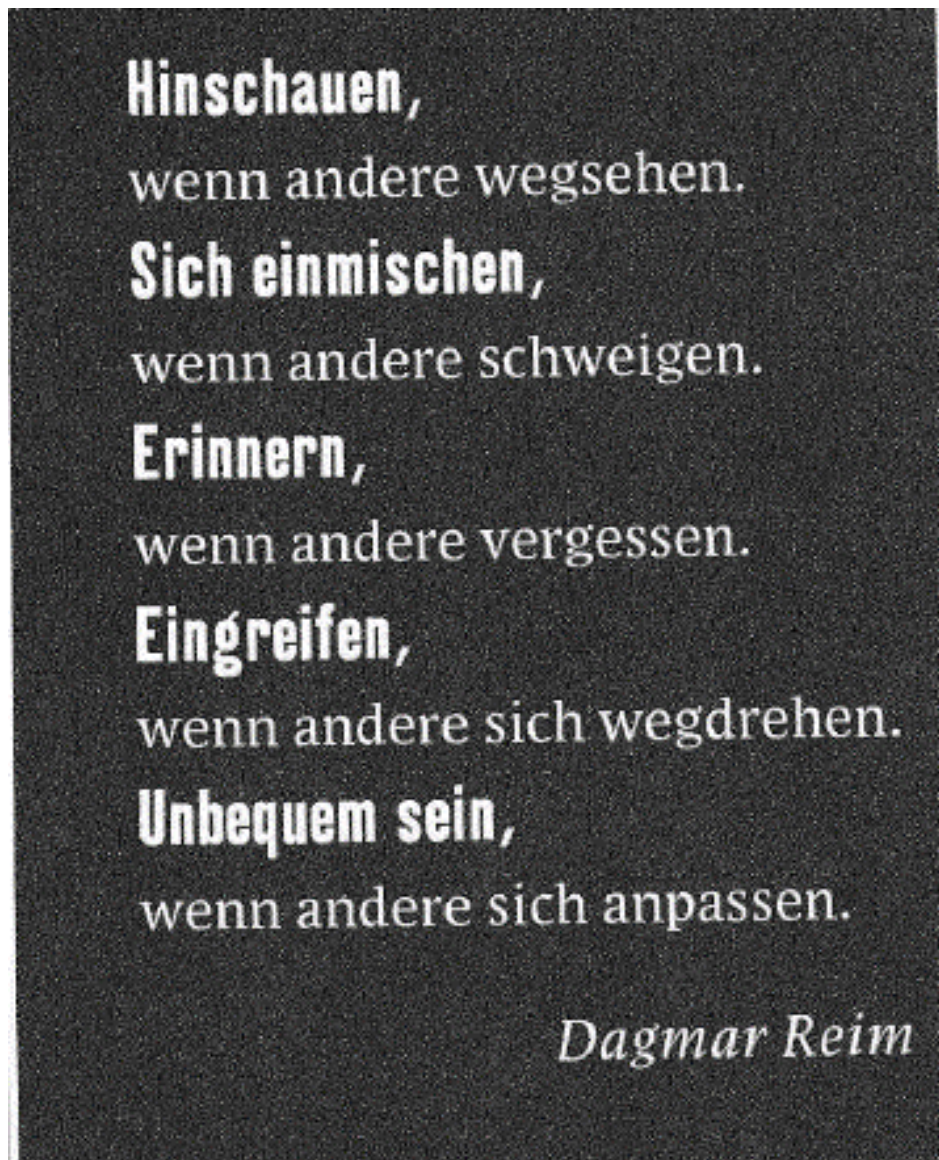 Hinschauen,
wenn andere wegsehen.
Sich einmischen,
wenn andere schweigen.
Erinnern,
wenn andere vergessen.
Eingreifen,
wenn andere sich wegdrehen.
Unbequem sein,
wenn andere sich anpassen.
Dagmar Reim